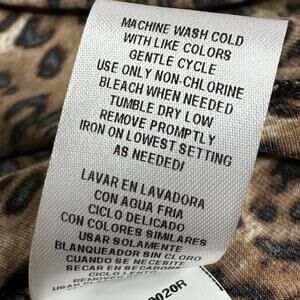 MACHINE WASH COLD
WITH LIKE COLORS
GENTLE CYCLE
USE ONLY NON-CHLORINE
BLEACH WHEN NEEDED
TUMBLE DRY LOW
REMOVE PROMPTLY
IRON ON LOWEST SETTING
AS NEEDED/
LAVAR EN LAVADORA
CON AGUA FRIA
CICLO DELICADO
CON COLORES SIMILARES
USAR SOLAMENTE
BLANQUEADOR SIN CLORO
CUANDO SE NECESITE
SECAR EN SECADORA